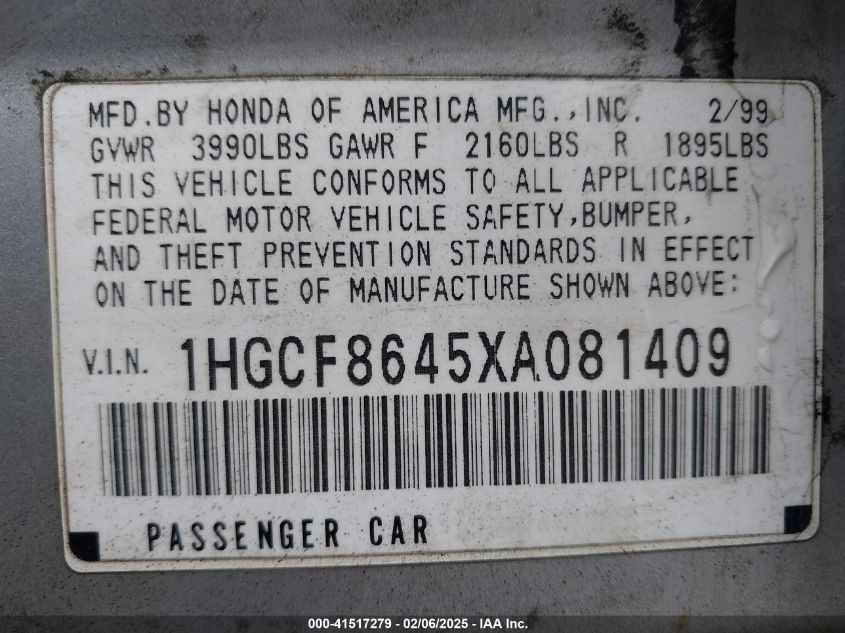 MFD.BY HONDA OF AMERICA MFG.,INC. 2/99
GVWR 3990LBS GAWR F 2160LBS R 1895LBS
THIS VEHICLE CONFORMS TO ALL APPLICABLE
FEDERAL MOTOR VEHICLE SAFETY,BUMPER,
AND THEFT PREVENTION STANDARDS IN EFFECT
ON THE DATE OF MANUFACTURE SHOWN ABOVE:
V.I.N. 1HGCF8645XA081409
PASSENGER CAR
000-41517279 - 02/06/2025 - IAA Inc.